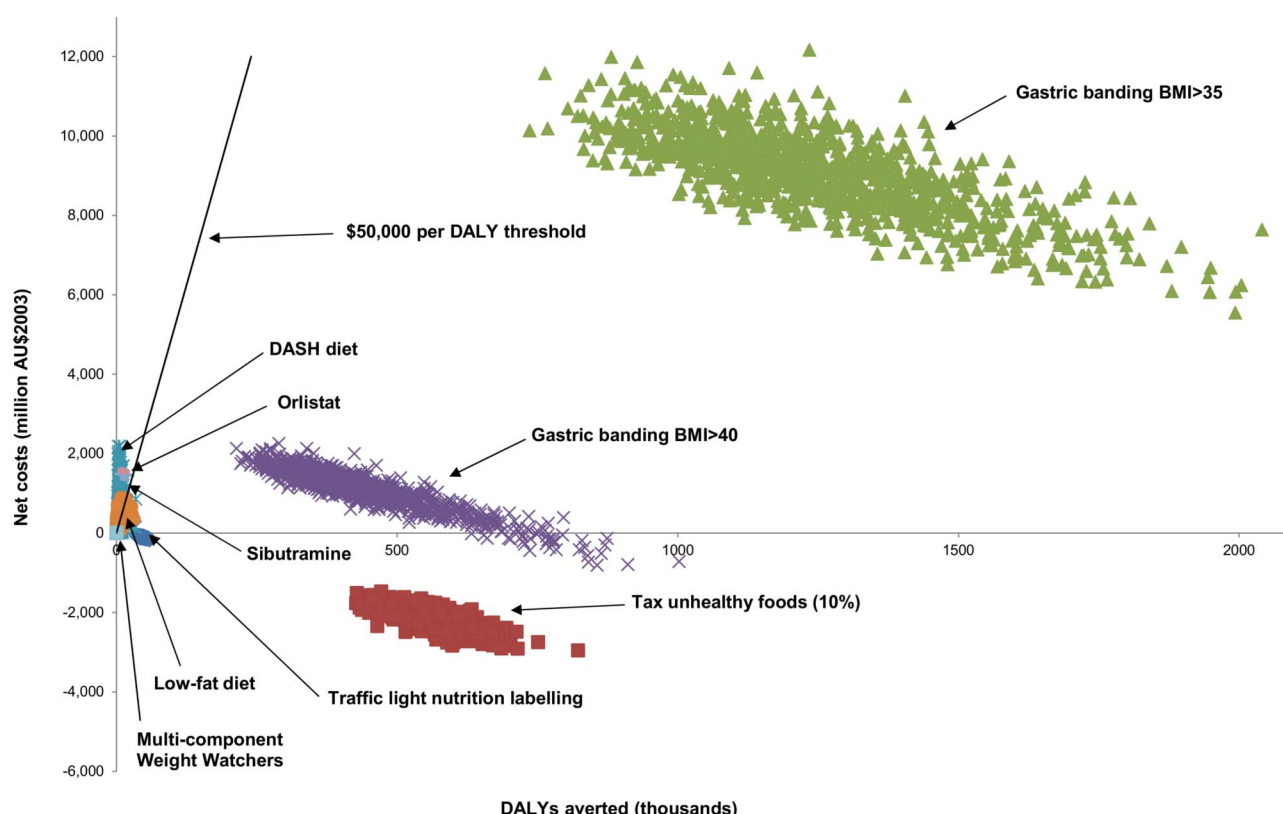 12,000
Gastric banding BMI>35
10,000
$50,000 per DALY threshold
8,000
6,000
Net costs (million AU$2003)
DASH diet
4,000
Orlistat
Gastric banding BMI>40
2,000
0
0
500
1000
1500
2000
Sibutramine
Tax unhealthy foods (10%)
-2,000
Low-fat diet
Traffic light nutrition labelling
-4,000
Multi-component
Weight Watchers
-6,000
DALYs averted (thousands)